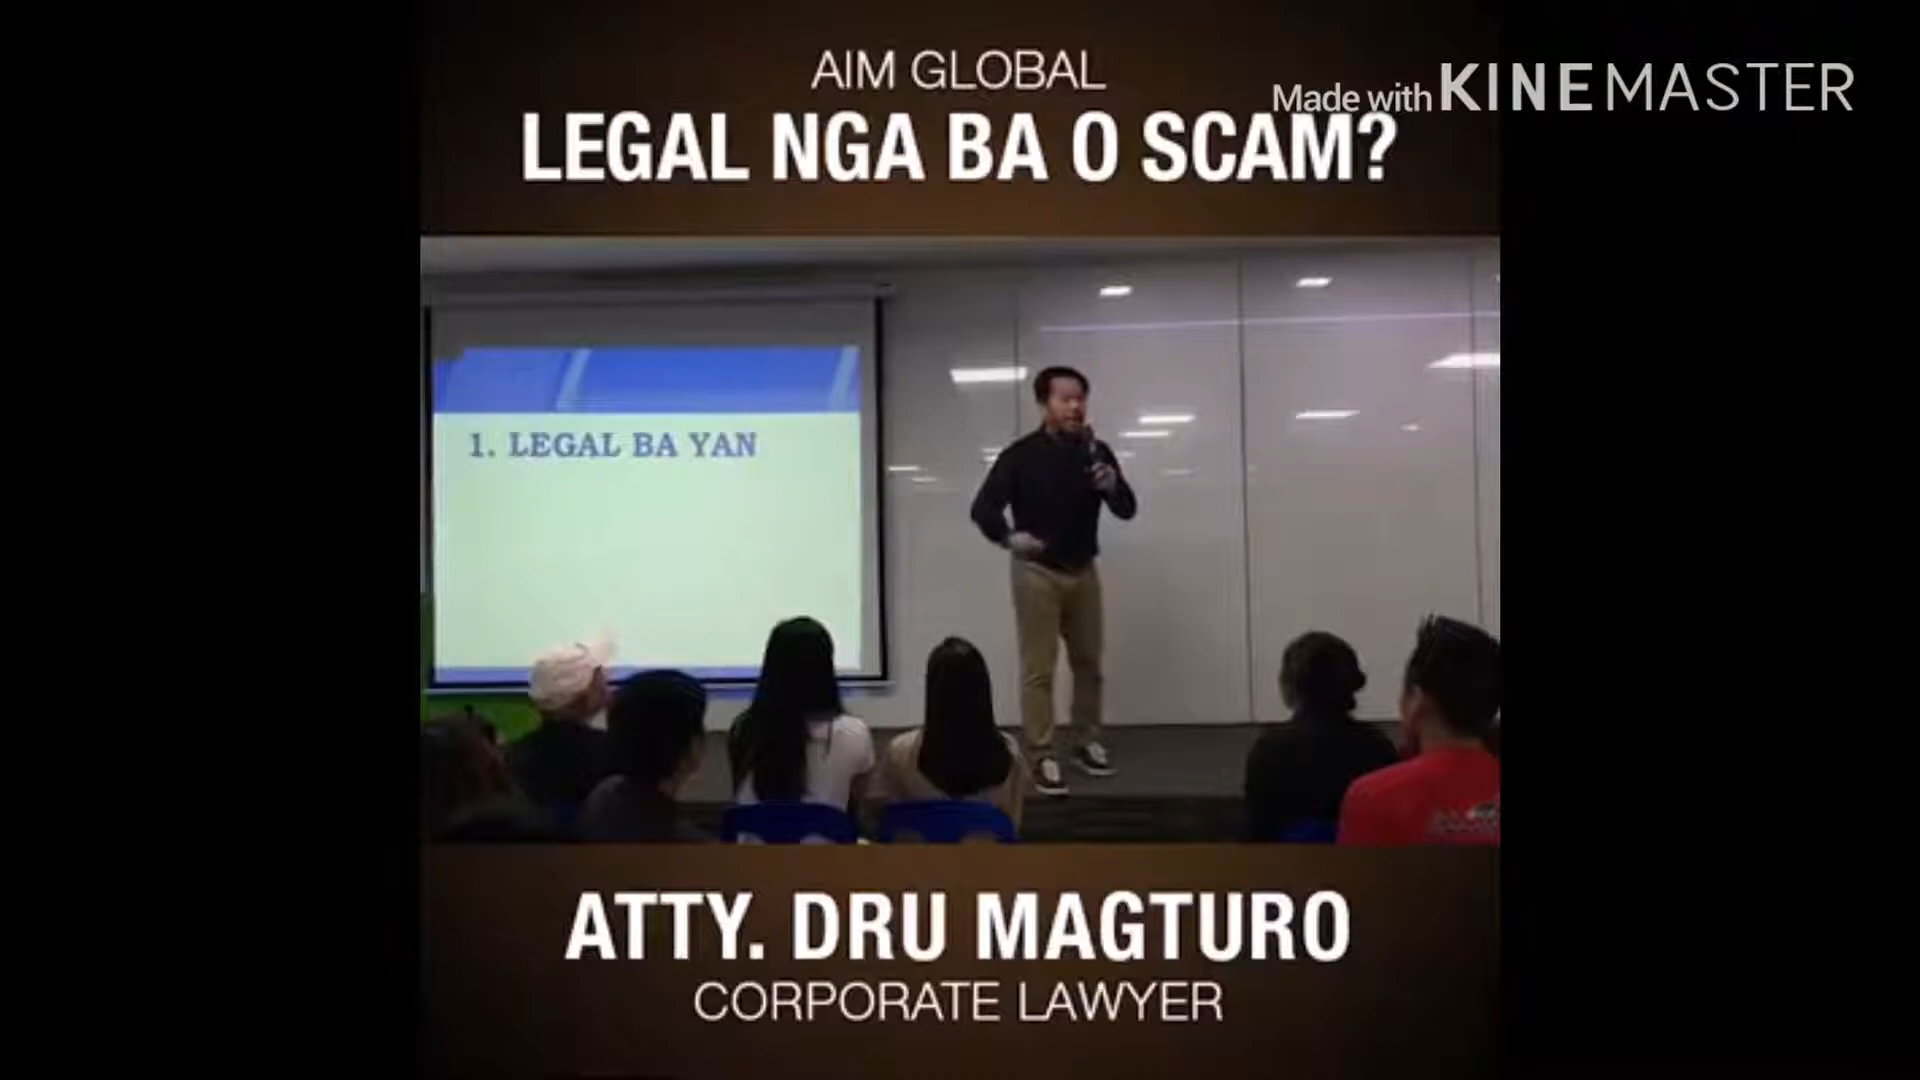 AIM GLOBAL
Made with KINEMASTER
LEGAL NGA BA O SCAM?
1. LEGAL BA YAN
ATTY. DRU MAGTURO
CORPORATE LAWYER